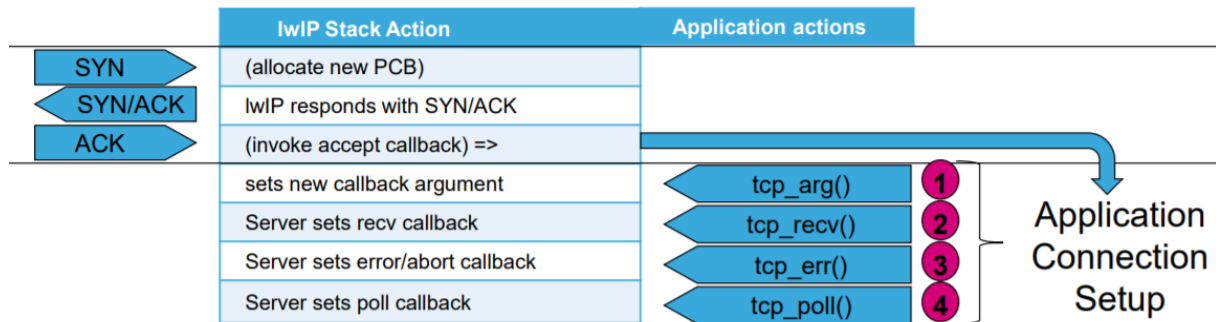 lwIP Stack Action
Application actions
SYN
(allocate new PCB)
SYN/ACK
lwIP responds with SYN/ACK
ACK
(invoke accept callback) =>
sets new callback argument
tcp_arg()
1
Server sets recv callback
tcp_recv()
2
Server sets error/abort callback
tcp_err()
3
Server sets poll callback
tcp_poll()
4
Application
Connection
Setup